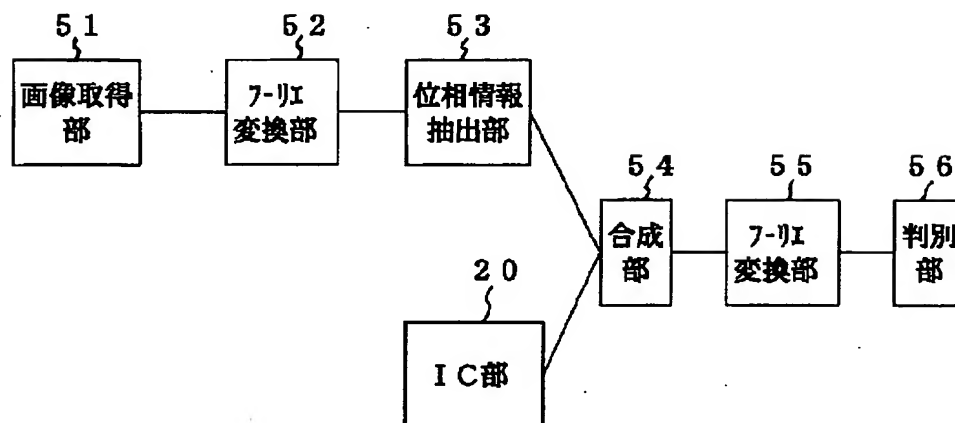 51
画像取得
部
52
ﾌｰﾘｴ
変換部
53
位相情報
抽出部
54
合成
部
55
ﾌｰﾘｴ
変換部
56
判別
部
20
IC部